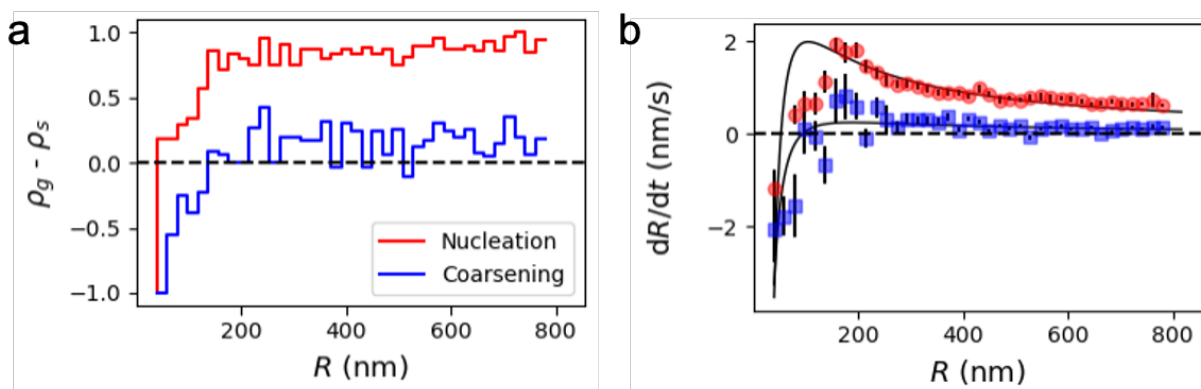 a
1.0
0.5
0.0
−0.5
−1.0
ρg - ρs
Nucleation
Coarsening
200
400
600
800
R (nm)
b
2
0
−2
dR/dt (nm/s)
200
400
600
800
R (nm)